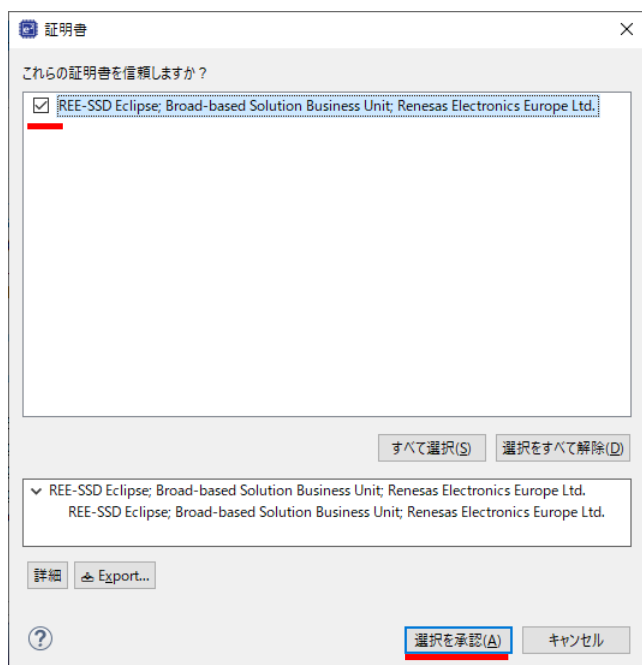 証明書
これらの証明書を信頼しますか？
REE-SSD Eclipse; Broad-based Solution Business Unit; Renesas Electronics Europe Ltd.
すべて選択(S) 選択をすべて解除(D)
REE-SSD Eclipse; Broad-based Solution Business Unit; Renesas Electronics Europe Ltd.
REE-SSD Eclipse; Broad-based Solution Business Unit; Renesas Electronics Europe Ltd.
詳細 Export...
選択を承認(A) キャンセル